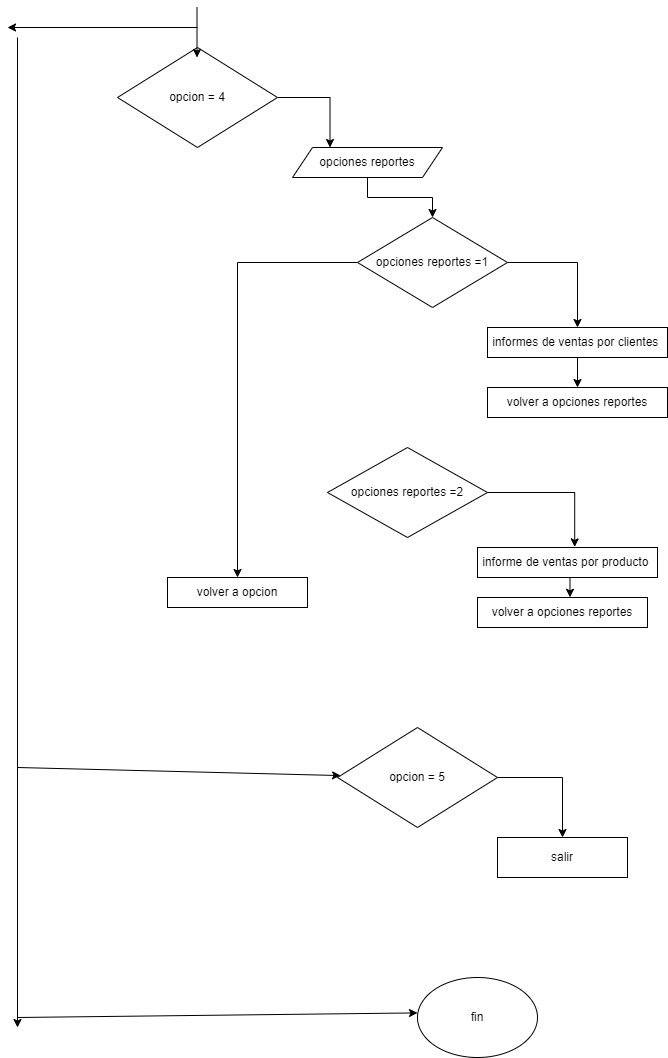 opcion = 4
opciones reportes
opciones reportes =1
informes de ventas por clientes
volver a opciones reportes
opciones reportes =2
informe de ventas por producto
volver a opcion
volver a opciones reportes
opcion = 5
salir
fin